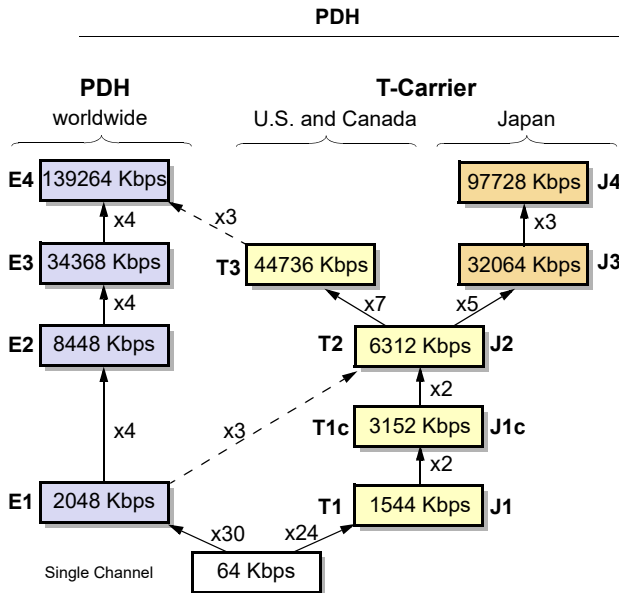 PDH
PDH T-Carrier
worldwide U.S. and Canada Japan
E4 139264 Kbps 97728 Kbps J4
x4 x3 x3
E3 34368 Kbps T3 44736 Kbps 32064 Kbps J3
x4 x7 x5
E2 8448 Kbps T2 6312 Kbps J2
x2
x4 x3 T1c 3152 Kbps J1c
x2
E1 2048 Kbps T1 1544 Kbps J1
x30 x24
Single Channel 64 Kbps